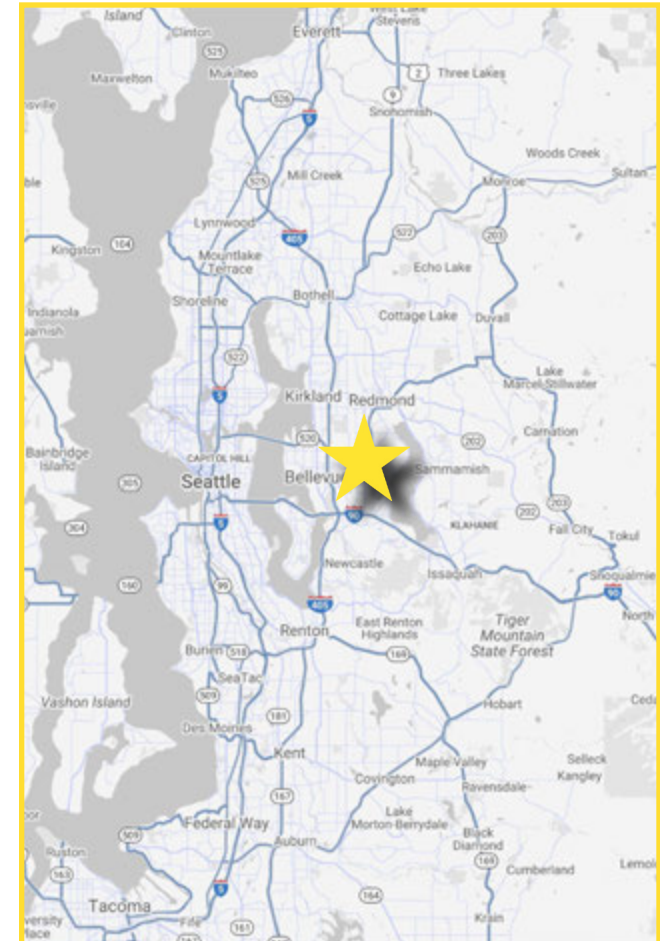 Island
West Lake
Stevens
Clinton
Everett
525
Maxwelton
Mukilteo
2
Three Lakes
9
526
5
Snohomish
Woods Creek
525
Mill Creek
Monroe
Sultan
Lynnwood
405
522
203
Kingston
104
Mountlake
Terrace
Echo Lake
Shoreline
Bothell
Indianola
Cottage Lake
Duvall
522
Lake
Marcel-Stillwater
5
Kirkland
Redmond
520
202
Carnation
Bainbridge
Island
CAPITOL HILL
Sammamish
305
Seattle
Bellevue
5
90
202
203
304
KLAHANIE
Fall City
Tokul
Newcastle
Issaquah
Snoqualmie
160
99
405
90
North
Renton
East Renton
Highlands
Tiger
Mountain
State Forest
Burien
518
169
SeaTac
509
Vashon Island
Hobart
181
Des Moines
Kent
Maple Valley
Selleck
Kangley
Covington
Ravensdale
167
Federal Way
Lake
Morton-Berrydale
509
Auburn
Black
Diamond
Ruston
163
169
Cumberland
5
164
Tacoma
Fife
161
Krain